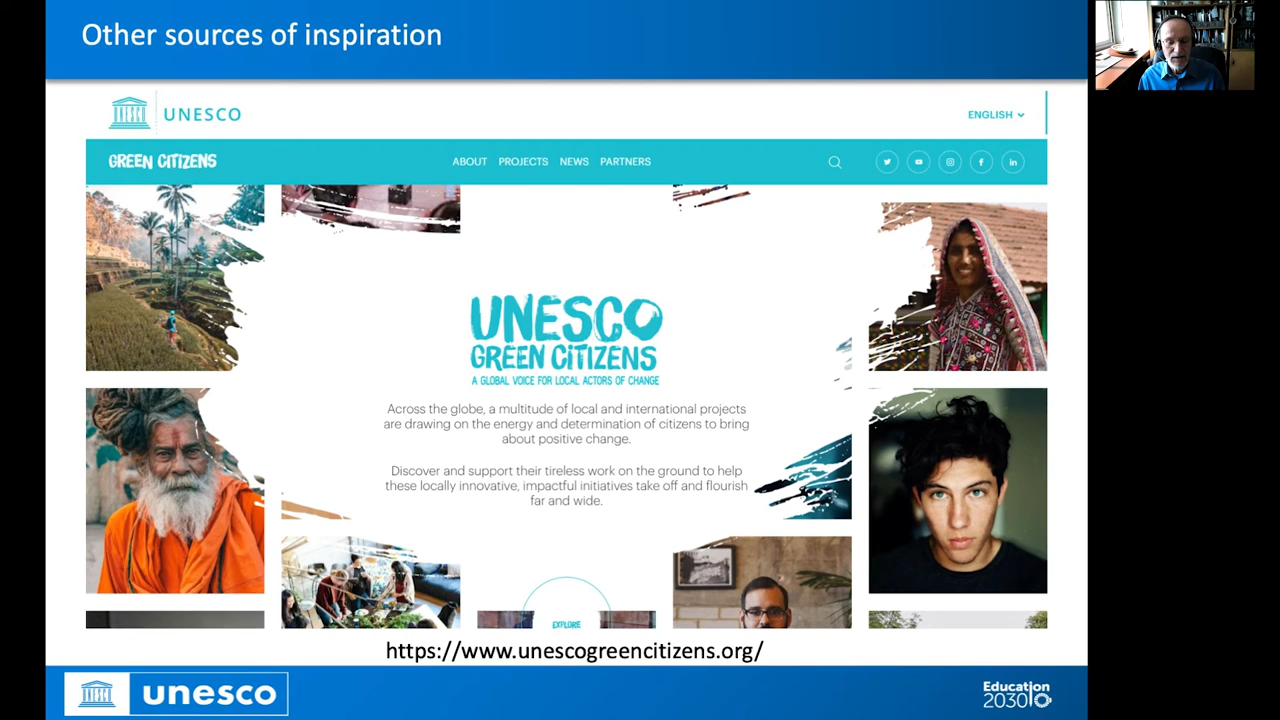 Other sources of inspiration
UNESCO
ENGLISH
GREEN CITIZENS
ABOUT PROJECTS NEWS PARTNERS
UNESCO
GREEN CITIZENS
A GLOBAL VOICE FOR LOCAL ACTORS OF CHANGE
Across the globe, a multitude of local and international projects
are drawing on the energy and determination of citizens to bring
about positive change.
Discover and support their tireless work on the ground to help
these locally innovative, impactful initiatives take off and flourish
far and wide.
EXPLORE
https://www.unescogreencitizens.org/
unesco
Education
2030